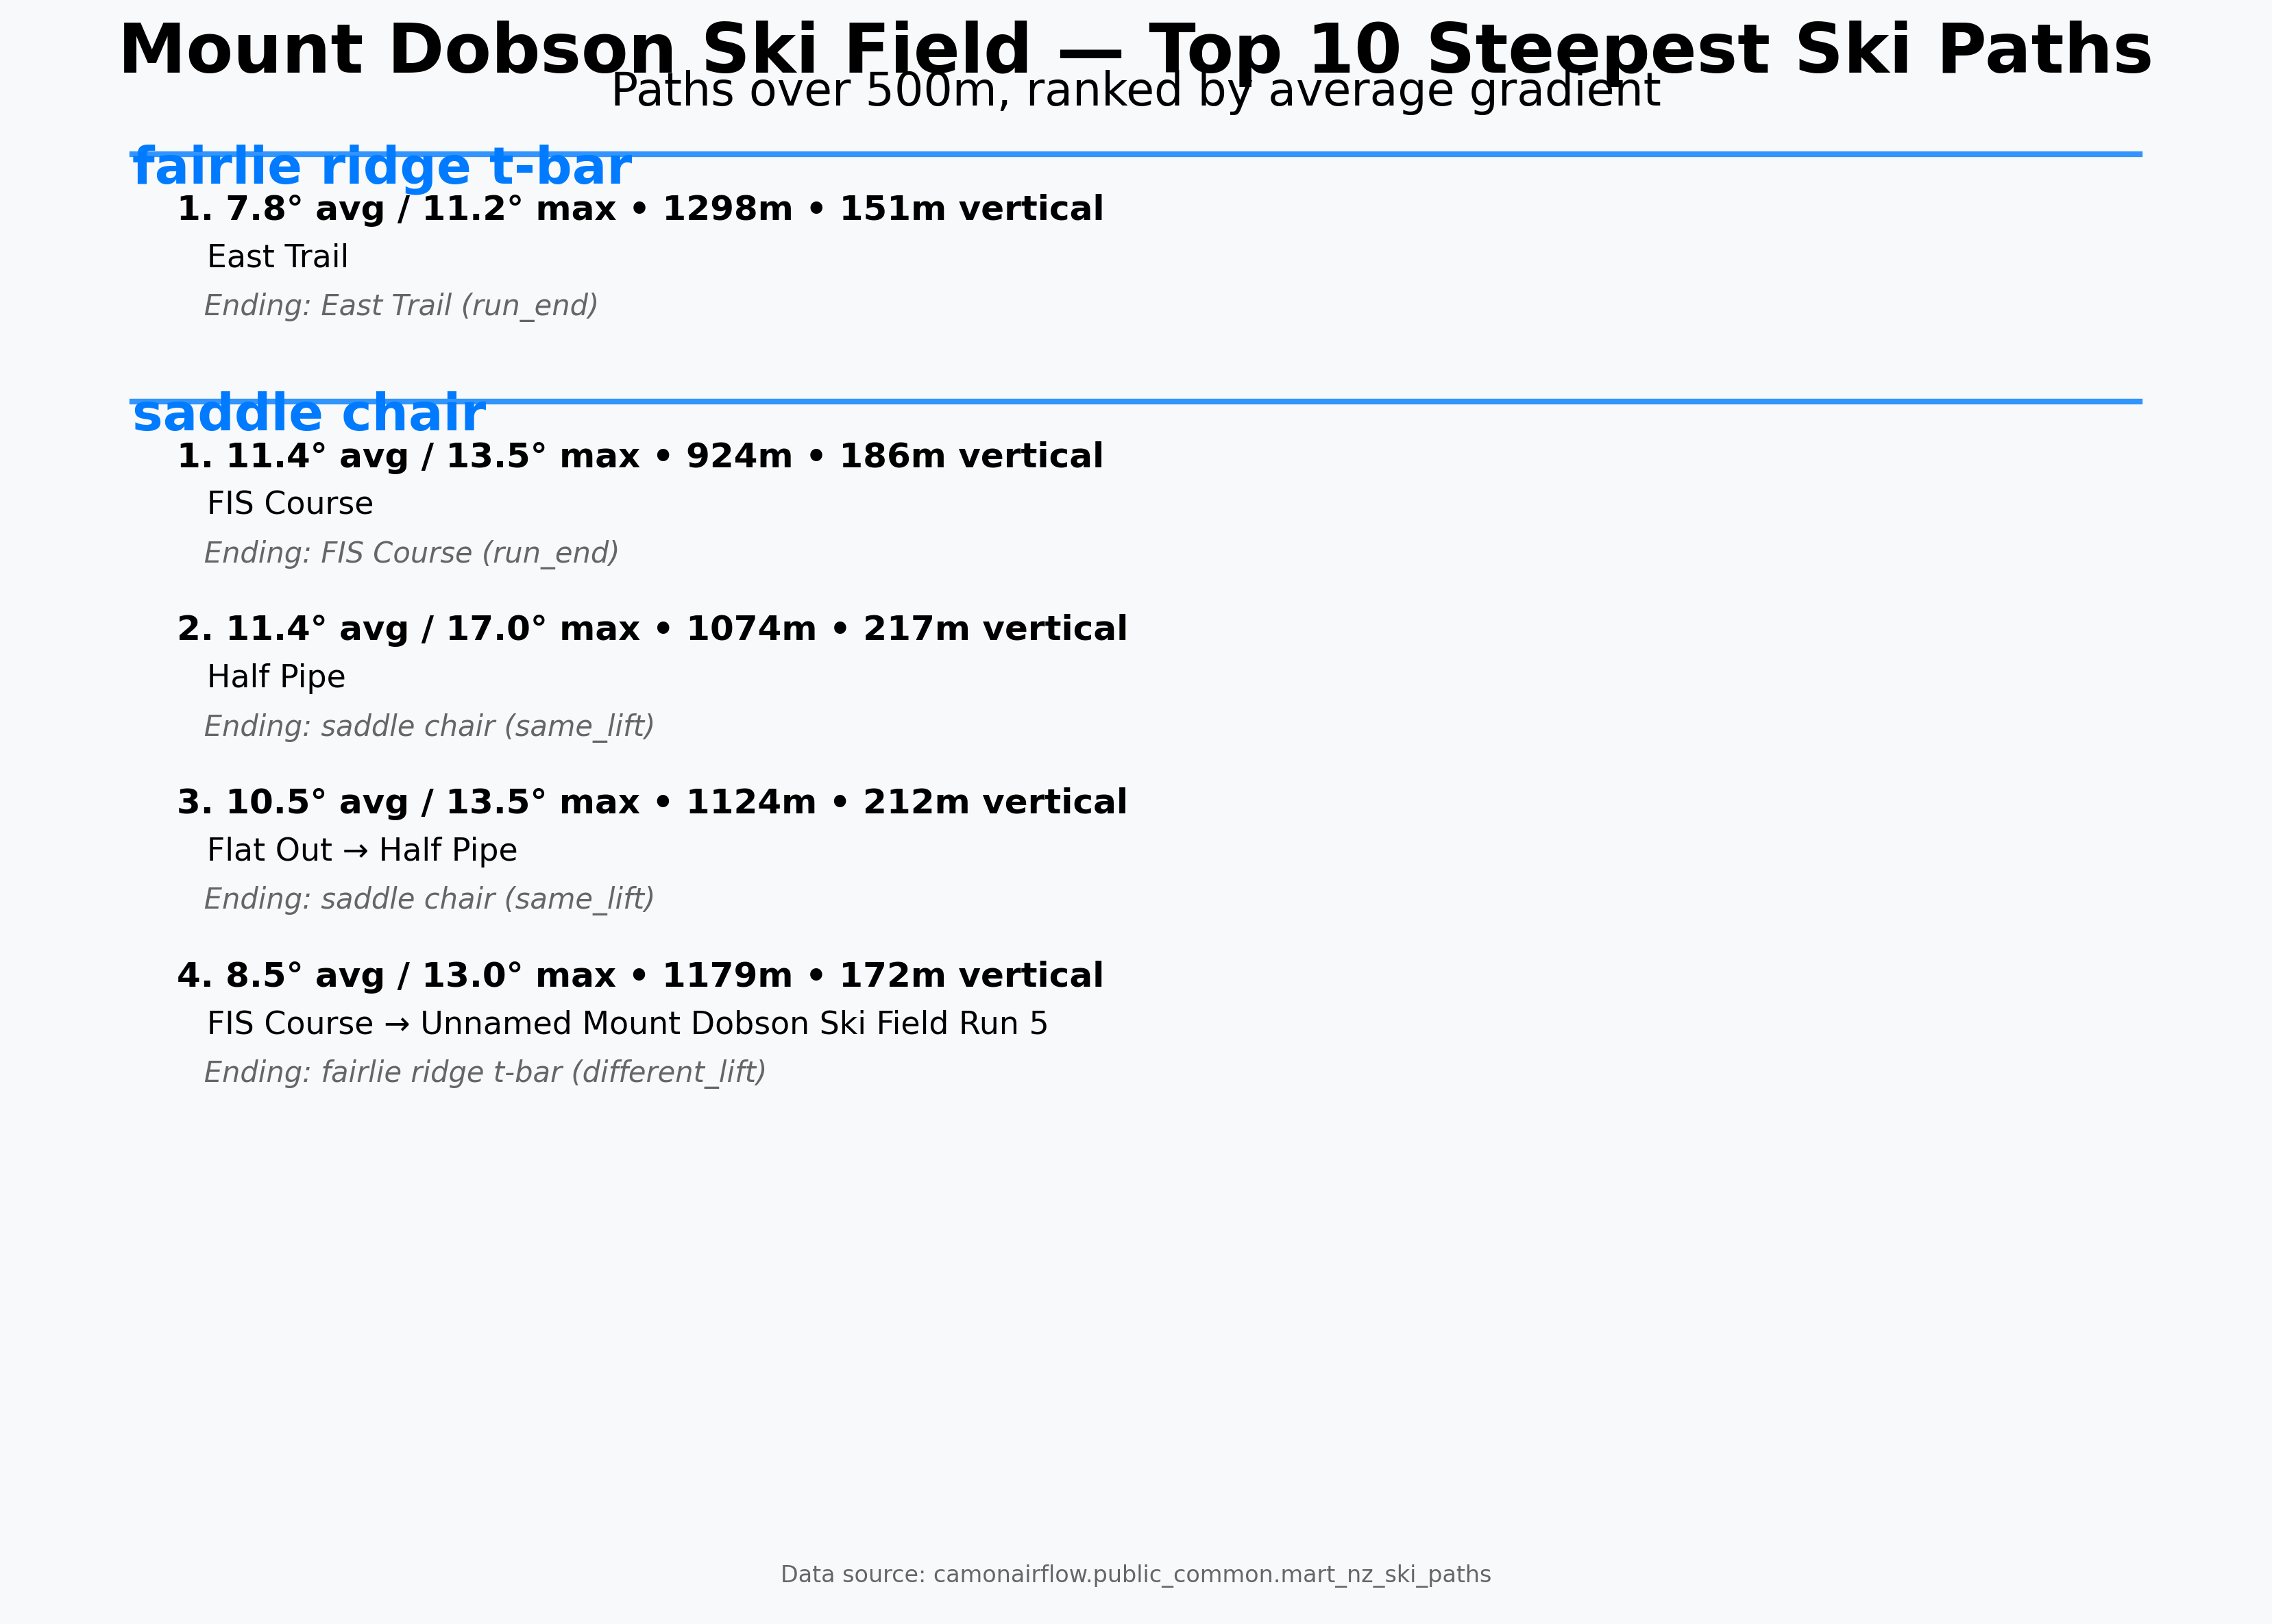 Mount Dobson Ski Field — Top 10 Steepest Ski Paths
Paths over 500m, ranked by average gradient
fairlie ridge t-bar
1. 7.8° avg / 11.2° max • 1298m • 151m vertical
East Trail
Ending: East Trail (run_end)
saddle chair
1. 11.4° avg / 13.5° max • 924m • 186m vertical
FIS Course
Ending: FIS Course (run_end)
2. 11.4° avg / 17.0° max • 1074m • 217m vertical
Half Pipe
Ending: saddle chair (same_lift)
3. 10.5° avg / 13.5° max • 1124m • 212m vertical
Flat Out → Half Pipe
Ending: saddle chair (same_lift)
4. 8.5° avg / 13.0° max • 1179m • 172m vertical
FIS Course → Unnamed Mount Dobson Ski Field Run 5
Ending: fairlie ridge t-bar (different_lift)
Data source: camonairflow.public_common.mart_nz_ski_paths